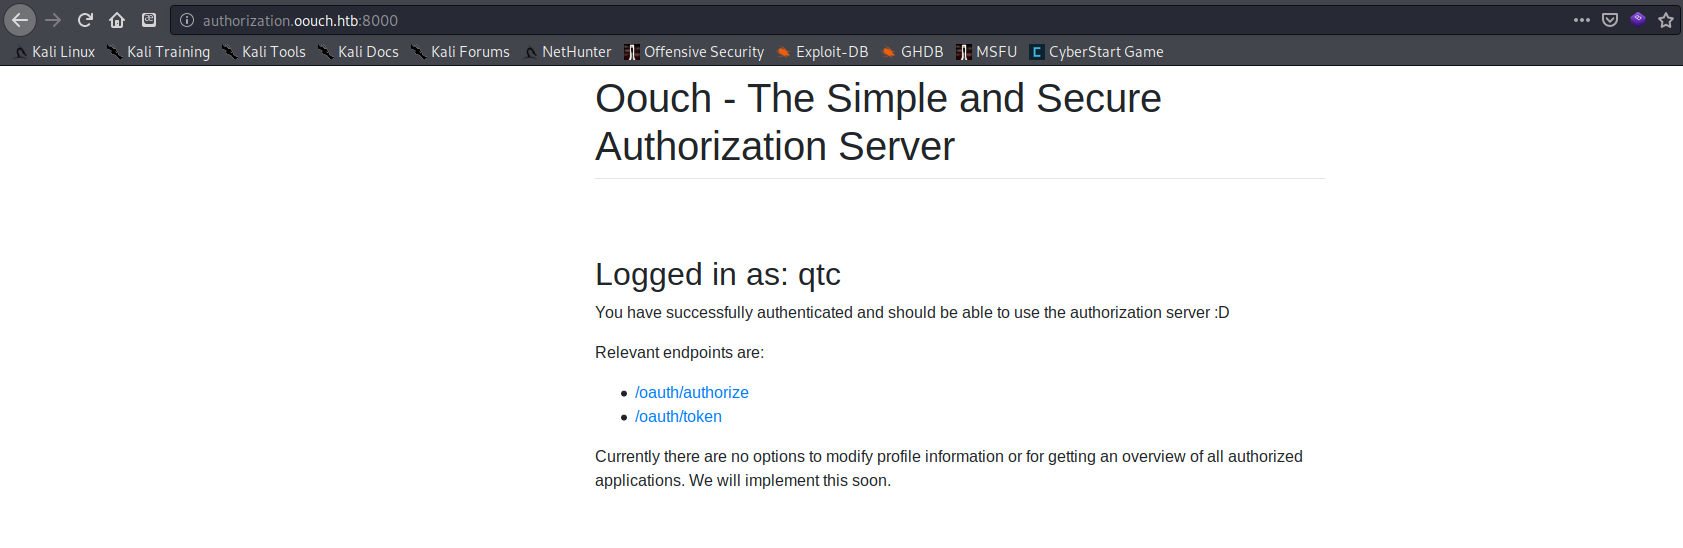 authorization.oouch.htb:8000
Kali Linux Kali Training Kali Tools Kali Docs Kali Forums NetHunter Offensive Security Exploit-DB GHDB MSFU CyberStart Game
Oouch - The Simple and Secure
Authorization Server
Logged in as: qtc
You have successfully authenticated and should be able to use the authorization server :D
Relevant endpoints are:
• /oauth/authorize
• /oauth/token
Currently there are no options to modify profile information or for getting an overview of all authorized
applications. We will implement this soon.